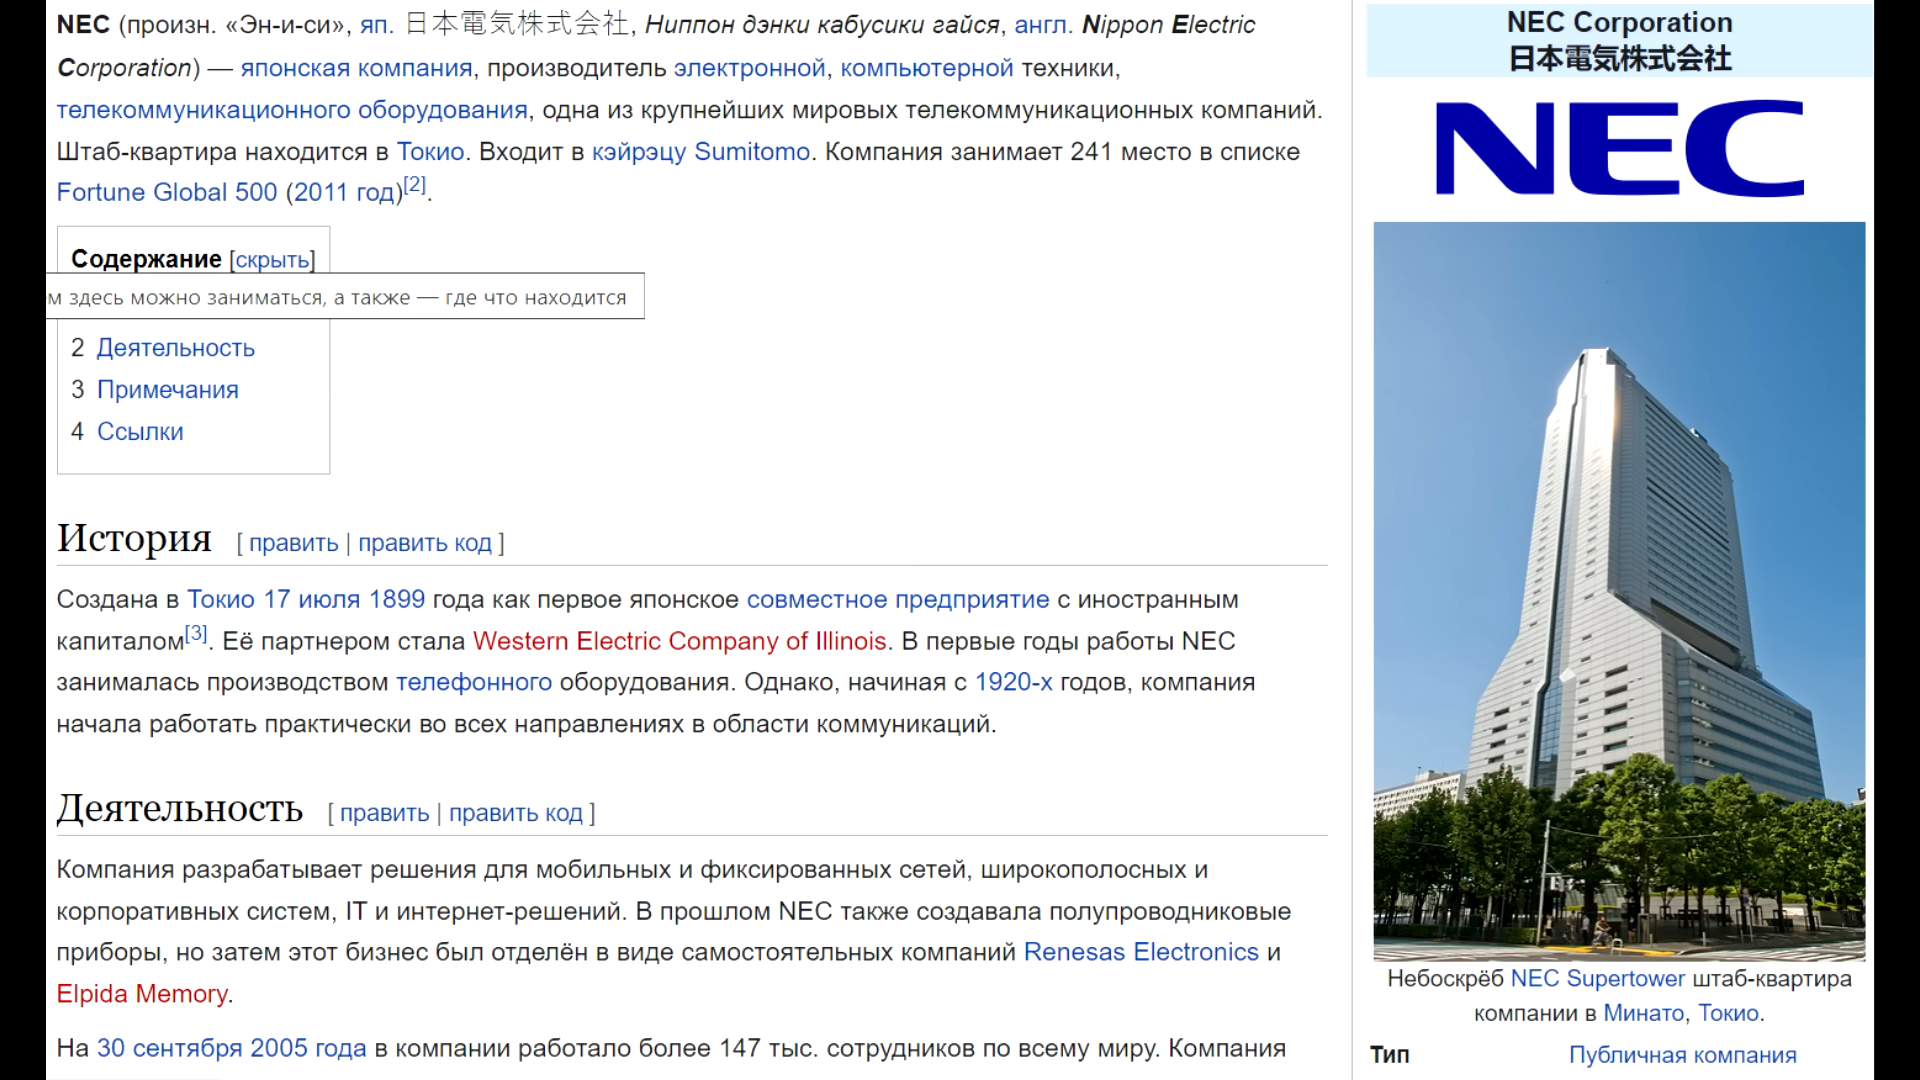 NEC (произн. «Эн-и-си», яп. 日本電気株式会社, Ниппон дэнки кабусики гайся, англ. Nippon Electric
Corporation) — японская компания, производитель электронной, компьютерной техники,
телекоммуникационного оборудования, одна из крупнейших мировых телекоммуникационных компаний.
Штаб-квартира находится в Токио. Входит в кэйрэцу Sumitomo. Компания занимает 241 место в списке
Fortune Global 500 (2011 год)[2].
Содержание [скрыть]
здесь можно заниматься, а также — где что находится
2 Деятельность
3 Примечания
4 Ссылки
История [ править | править код ]
Создана в Токио 17 июля 1899 года как первое японское совместное предприятие с иностранным
капиталом[3]. Её партнером стала Western Electric Company of Illinois. В первые годы работы NEC
занималась производством телефонного оборудования. Однако, начиная с 1920-х годов, компания
начала работать практически во всех направлениях в области коммуникаций.
Деятельность [ править | править код ]
Компания разрабатывает решения для мобильных и фиксированных сетей, широкополосных и
корпоративных систем, IT и интернет-решений. В прошлом NEC также создавала полупроводниковые
приборы, но затем этот бизнес был отделён в виде самостоятельных компаний Renesas Electronics и
Elpida Memory.
На 30 сентября 2005 года в компании работало более 147 тыс. сотрудников по всему миру. Компания
NEC Corporation
日本電気株式会社
NEC
Небоскрёб NEC Supertower штаб-квартира
компании в Минато, Токио.
Тип Публичная компания